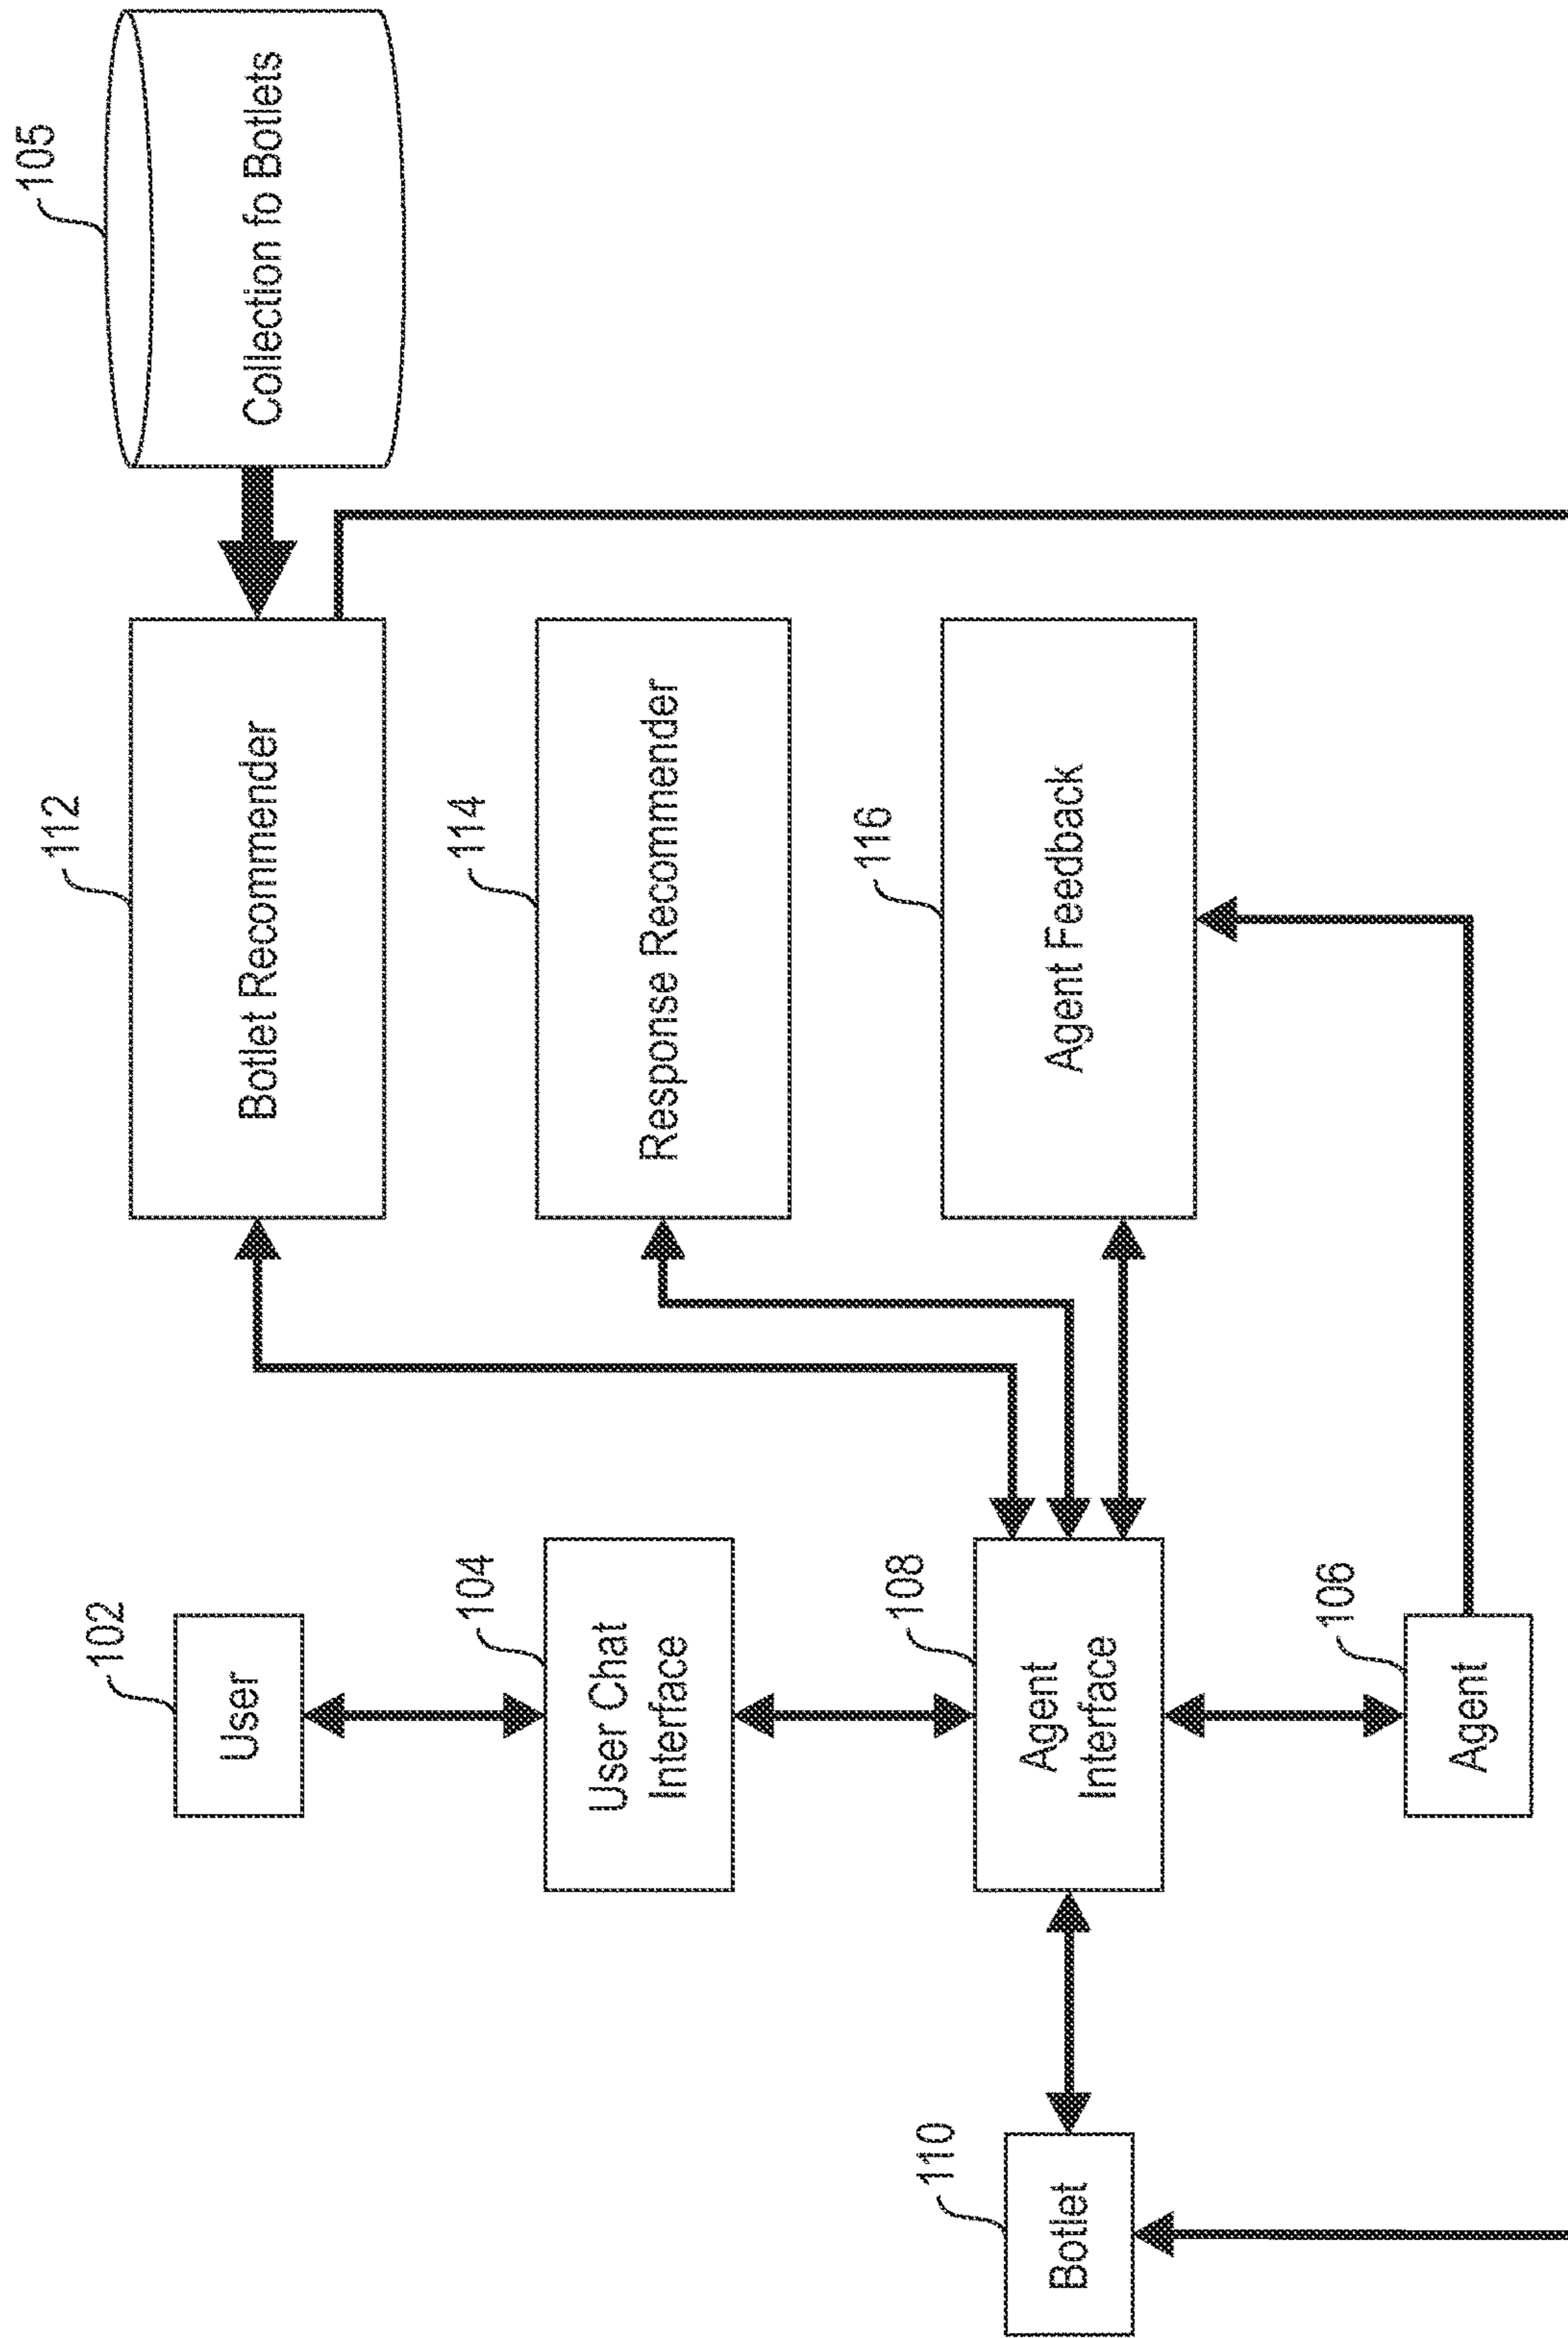 102
User
104
User Chat
Interface
108
Agent
Interface
106
Agent
110
Botlet
112
Botlet Recommender
114
Response Recommender
116
Agent Feedback
105
Collection fo Botlets